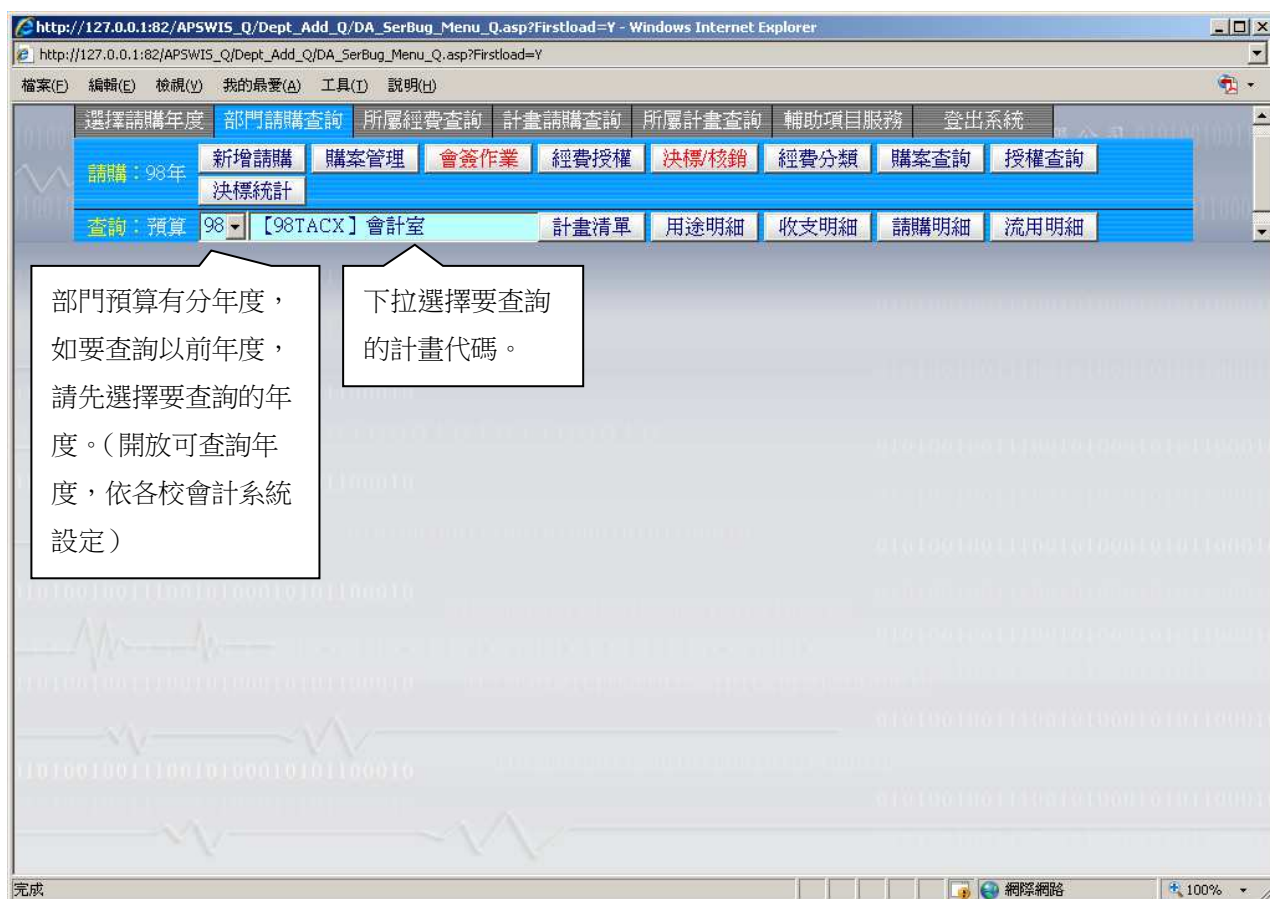 http://127.0.0.1:82/APSWIS_Q/Dept_Add_Q/DA_SerBug_Menu_Q.asp?Firstload=Y - Windows Internet Explorer
http://127.0.0.1:82/APSWIS_Q/Dept_Add_Q/DA_SerBug_Menu_Q.asp?Firstload=Y
檔案(F) 編輯(E) 檢視(V) 我的最愛(A) 工具(T) 說明(H)
選擇請購年度 部門請購查詢 所屬經費查詢 計畫請購查詢 所屬計畫查詢 輔助項目服務 登出系統
請購：98年 新增請購 購案管理 會簽作業 經費授權 決標/核銷 經費分類 購案查詢 授權查詢
決標統計
查詢：預算 98 【98TACX】會計室 計畫清單 用途明細 收支明細 請購明細 流用明細
部門預算有分年度，
如要查詢以前年度，
請先選擇要查詢的年
度。（開放可查詢年
度，依各校會計系統
設定）
下拉選擇要查詢
的計畫代碼。
完成 網際網路 100%